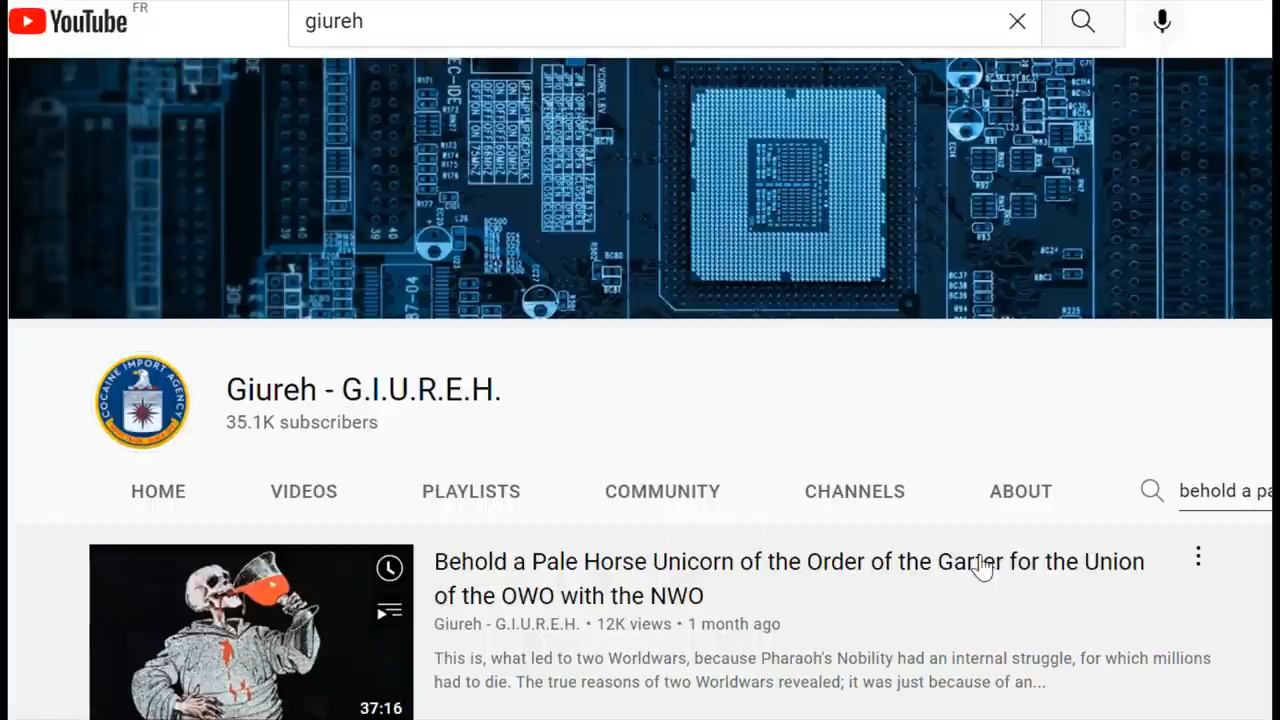 YouTube FR
giureh
COCAINE IMPORT AGENCY
Giureh - G.I.U.R.E.H.
35.1K subscribers
HOME VIDEOS PLAYLISTS COMMUNITY CHANNELS ABOUT behold a pa
Behold a Pale Horse Unicorn of the Order of the Garter for the Union
of the OWO with the NWO
Giureh - G.I.U.R.E.H. • 12K views • 1 month ago
This is, what led to two Worldwars, because Pharaoh's Nobility had an internal struggle, for which millions
had to die. The true reasons of two Worldwars revealed; it was just because of an...
37:16